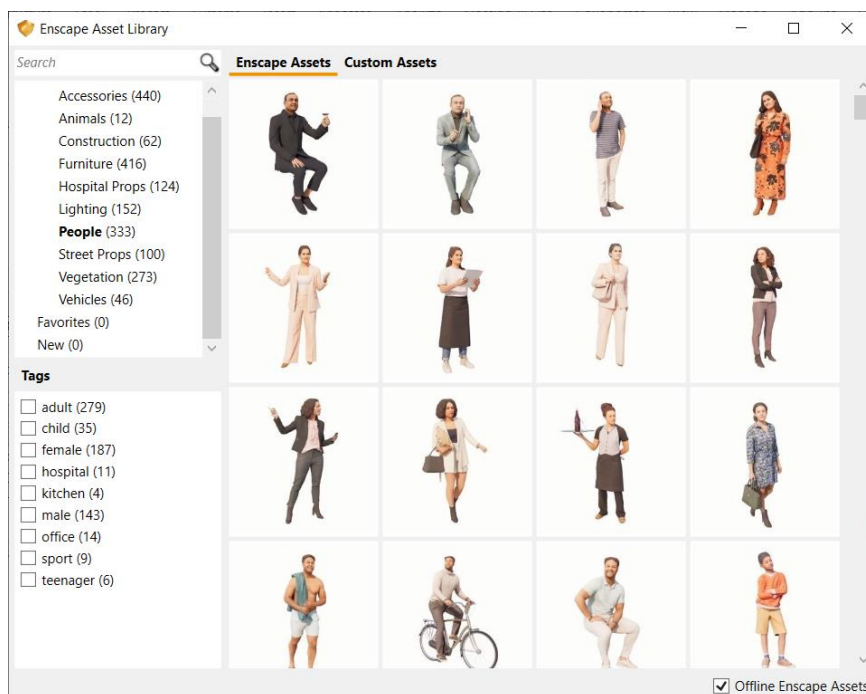 Enscape Asset Library
Search
Enscape Assets Custom Assets
Accessories (440)
Animals (12)
Construction (62)
Furniture (416)
Hospital Props (124)
Lighting (152)
People (333)
Street Props (100)
Vegetation (273)
Vehicles (46)
Favorites (0)
New (0)
Tags
adult (279)
child (35)
female (187)
hospital (11)
kitchen (4)
male (143)
office (14)
sport (9)
teenager (6)
Offline Enscape Assets